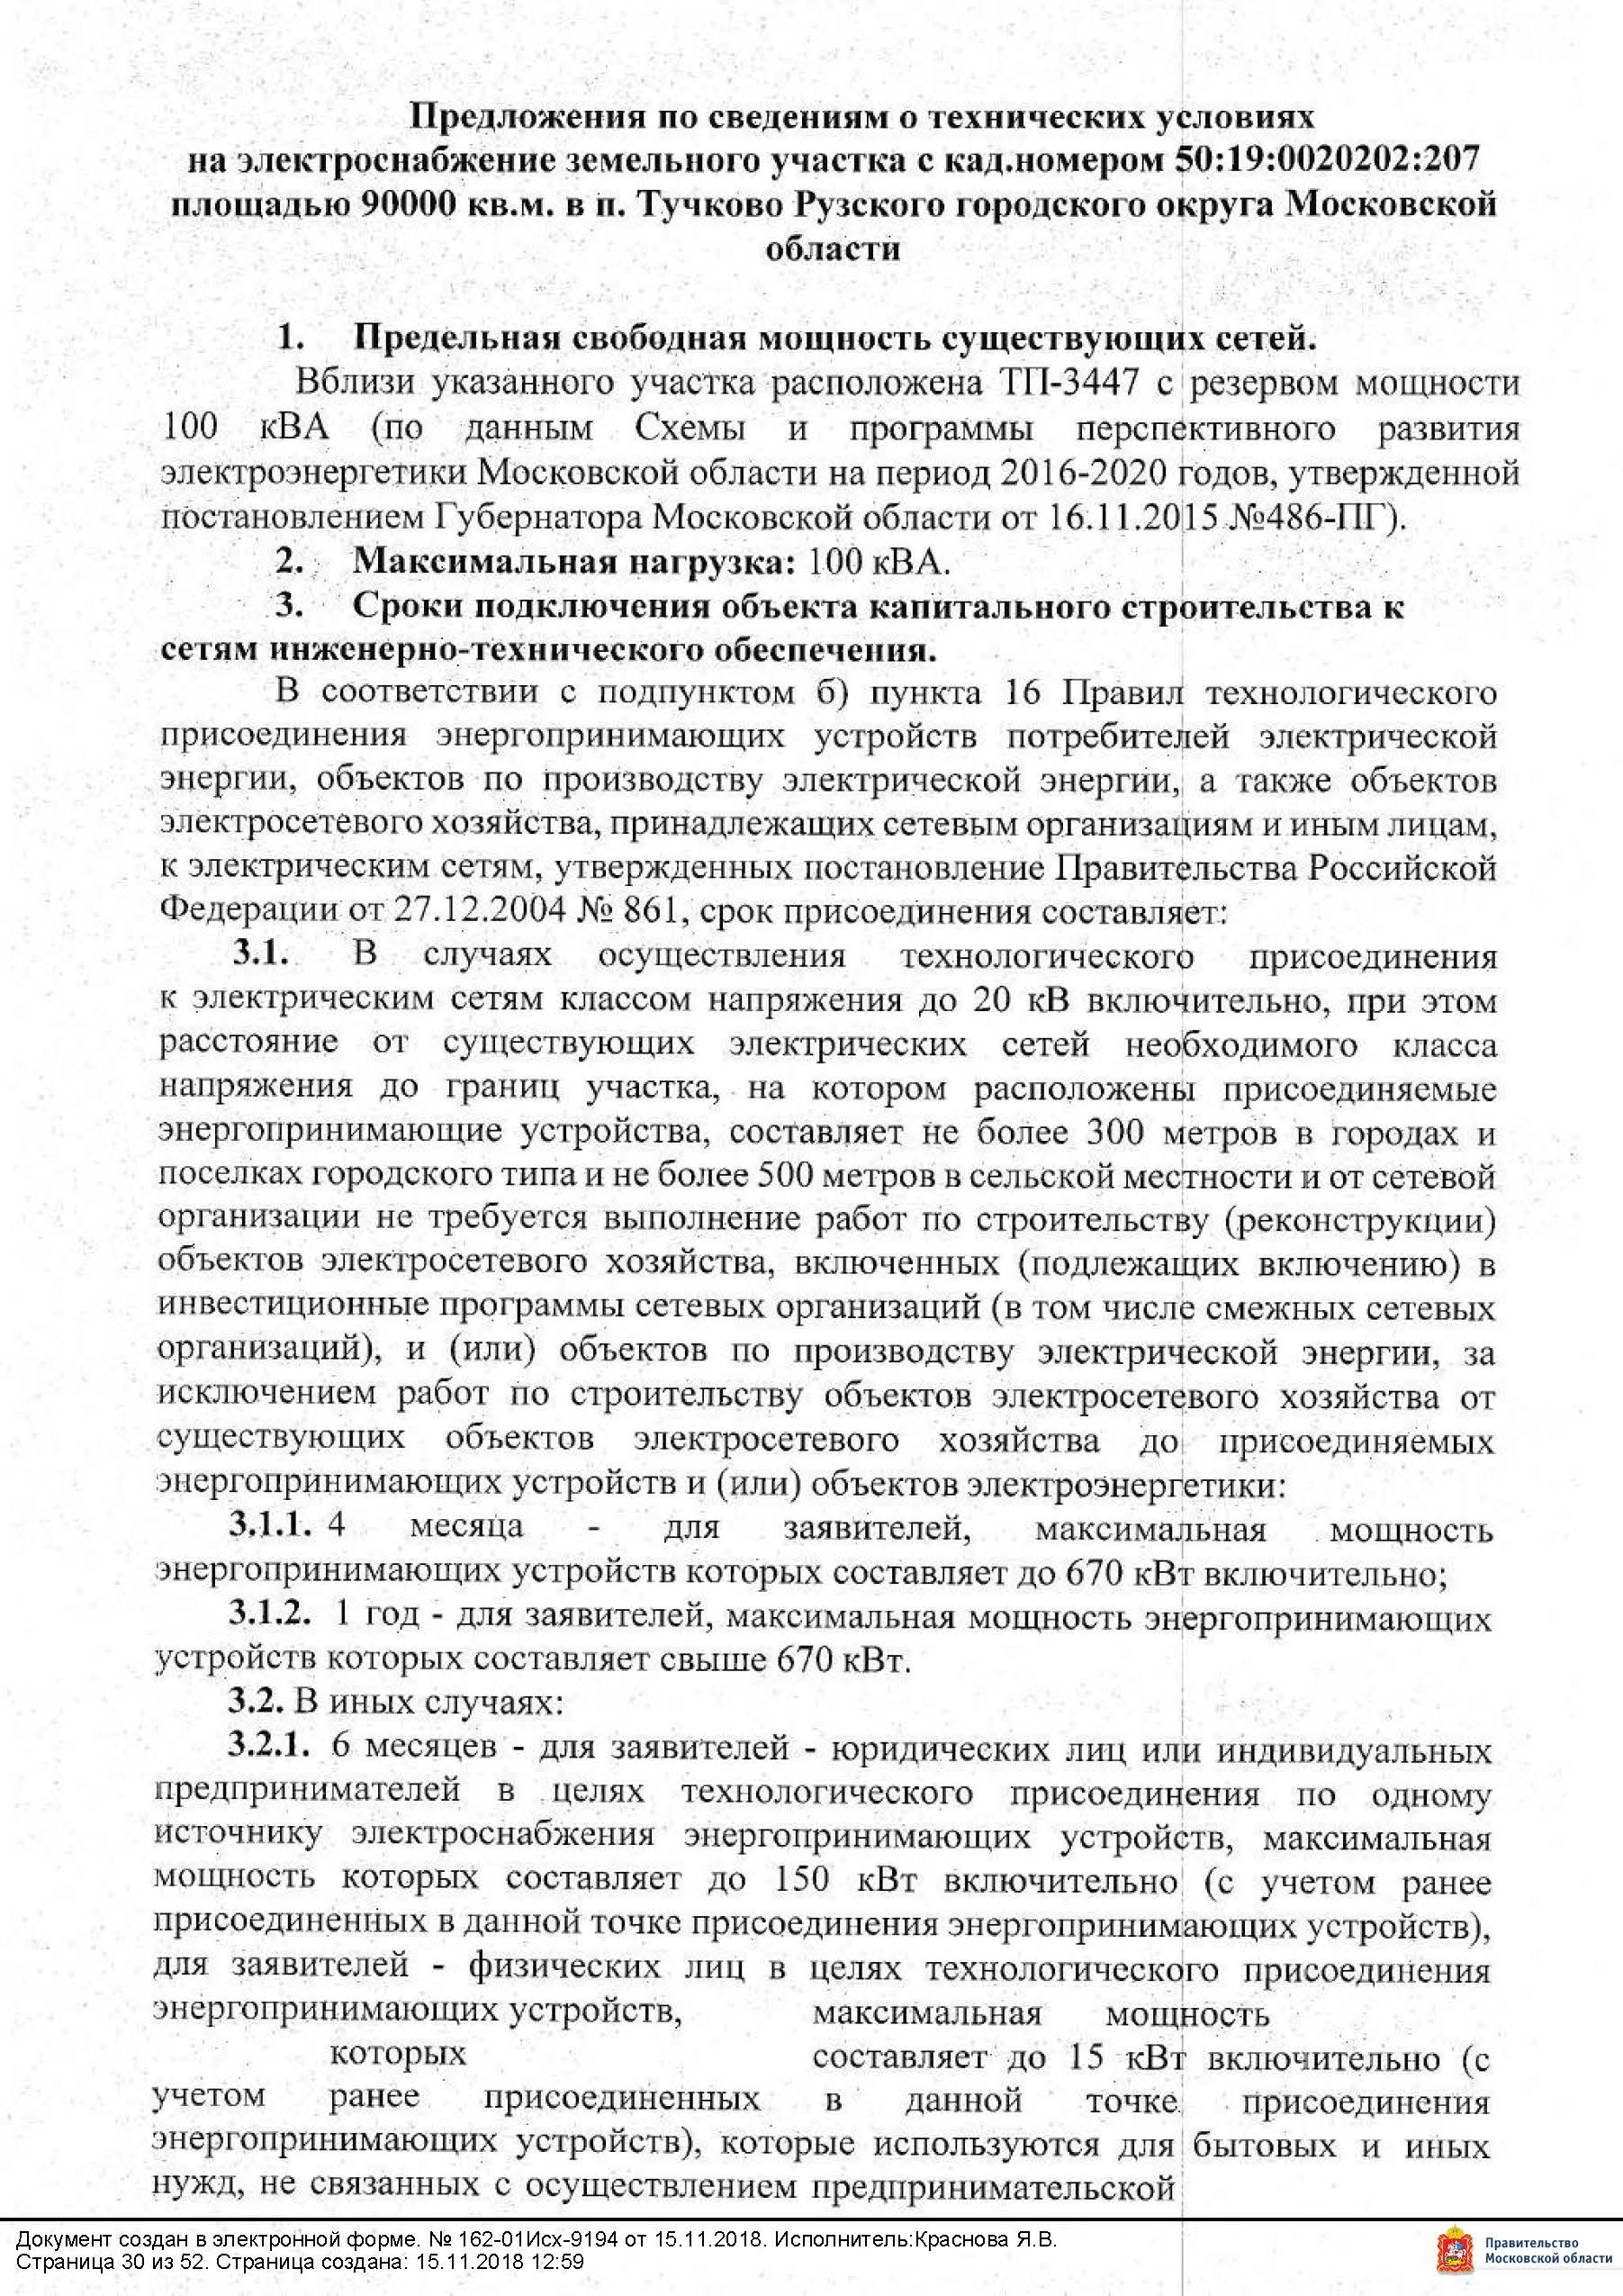 Предложения по сведениям о технических условиях
на электроснабжение земельного участка с кад.номером 50:19:0020202:207
площадью 90000 кв.м. в п. Тучково Рузского городского округа Московской
области
1. Предельная свободная мощность существующих сетей.
Вблизи указанного участка расположена ТП-3447 с резервом мощности
100 кВА (по данным Схемы и программы перспективного развития
электроэнергетики Московской области на период 2016-2020 годов, утвержденной
постановлением Губернатора Московской области от 16.11.2015 №486-ПГ).
2. Максимальная нагрузка: 100 кВА.
3. Сроки подключения объекта капитального строительства к
сетям инженерно-технического обеспечения.
В соответствии с подпунктом б) пункта 16 Правил технологического
присоединения энергопринимающих устройств потребителей электрической
энергии, объектов по производству электрической энергии, а также объектов
электросетевого хозяйства, принадлежащих сетевым организациям и иным лицам,
к электрическим сетям, утвержденных постановление Правительства Российской
Федерации от 27.12.2004 № 861, срок присоединения составляет:
3.1. В случаях осуществления технологического присоединения
к электрическим сетям классом напряжения до 20 кВ включительно, при этом
расстояние от существующих электрических сетей необходимого класса
напряжения до границ участка, на котором расположены присоединяемые
энергопринимающие устройства, составляет не более 300 метров в городах и
поселках городского типа и не более 500 метров в сельской местности и от сетевой
организации не требуется выполнение работ по строительству (реконструкции)
объектов электросетевого хозяйства, включенных (подлежащих включению) в
инвестиционные программы сетевых организаций (в том числе смежных сетевых
организаций), и (или) объектов по производству электрической энергии, за
исключением работ по строительству объектов электросетевого хозяйства от
существующих объектов электросетевого хозяйства до присоединяемых
энергопринимающих устройств и (или) объектов электроэнергетики:
3.1.1. 4 месяца - для заявителей, максимальная мощность
энергопринимающих устройств которых составляет до 670 кВт включительно;
3.1.2. 1 год - для заявителей, максимальная мощность энергопринимающих
устройств которых составляет свыше 670 кВт.
3.2. В иных случаях:
3.2.1. 6 месяцев - для заявителей - юридических лиц или индивидуальных
предпринимателей в целях технологического присоединения по одному
источнику электроснабжения энергопринимающих устройств, максимальная
мощность которых составляет до 150 кВт включительно (с учетом ранее
присоединенных в данной точке присоединения энергопринимающих устройств),
для заявителей - физических лиц в целях технологического присоединения
энергопринимающих устройств, максимальная мощность
которых составляет до 15 кВт включительно (с
учетом ранее присоединенных в данной точке присоединения
энергопринимающих устройств), которые используются для бытовых и иных
нужд, не связанных с осуществлением предпринимательской
Документ создан в электронной форме. № 162-01Исх-9194 от 15.11.2018. Исполнитель:Краснова Я.В.
Страница 30 из 52. Страница создана: 15.11.2018 12:59
Правительство
Московской области